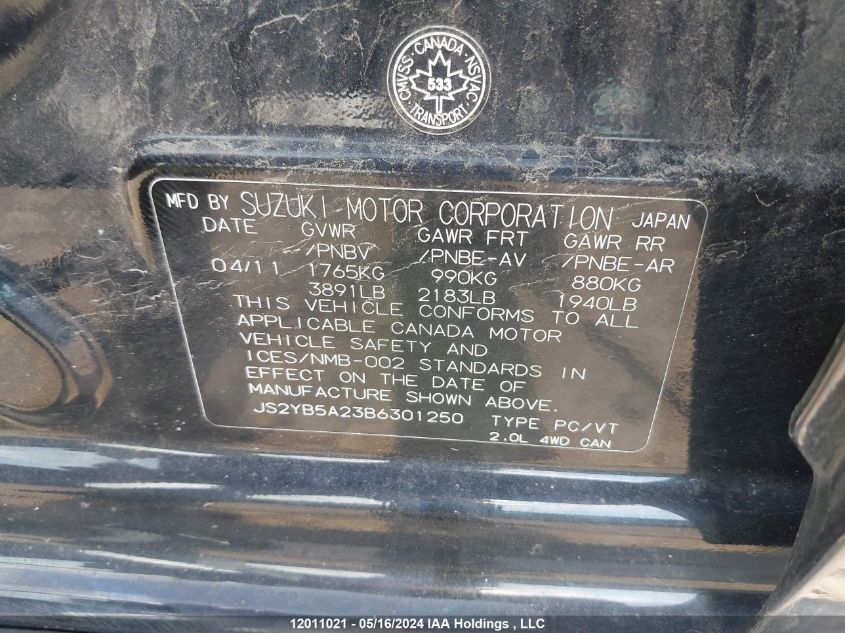 CMVSS · CANADA · NSVAC
533
TRANSPORT
MFD BY SUZUKI MOTOR CORPORATION JAPAN
DATE GVWR GAWR FRT GAWR RR
/PNBV /PNBE-AV /PNBE-AR
04/11 1765KG 990KG 880KG
3891LB 2183LB 1940LB
THIS VEHICLE CONFORMS TO ALL
APPLICABLE CANADA MOTOR
VEHICLE SAFETY AND
ICES/NMB-002 STANDARDS IN
EFFECT ON THE DATE OF
MANUFACTURE SHOWN ABOVE.
JS2YB5A23B6301250 TYPE PC/VT
2.0L 4WD CAN
12011021 - 05/16/2024 IAA Holdings, LLC